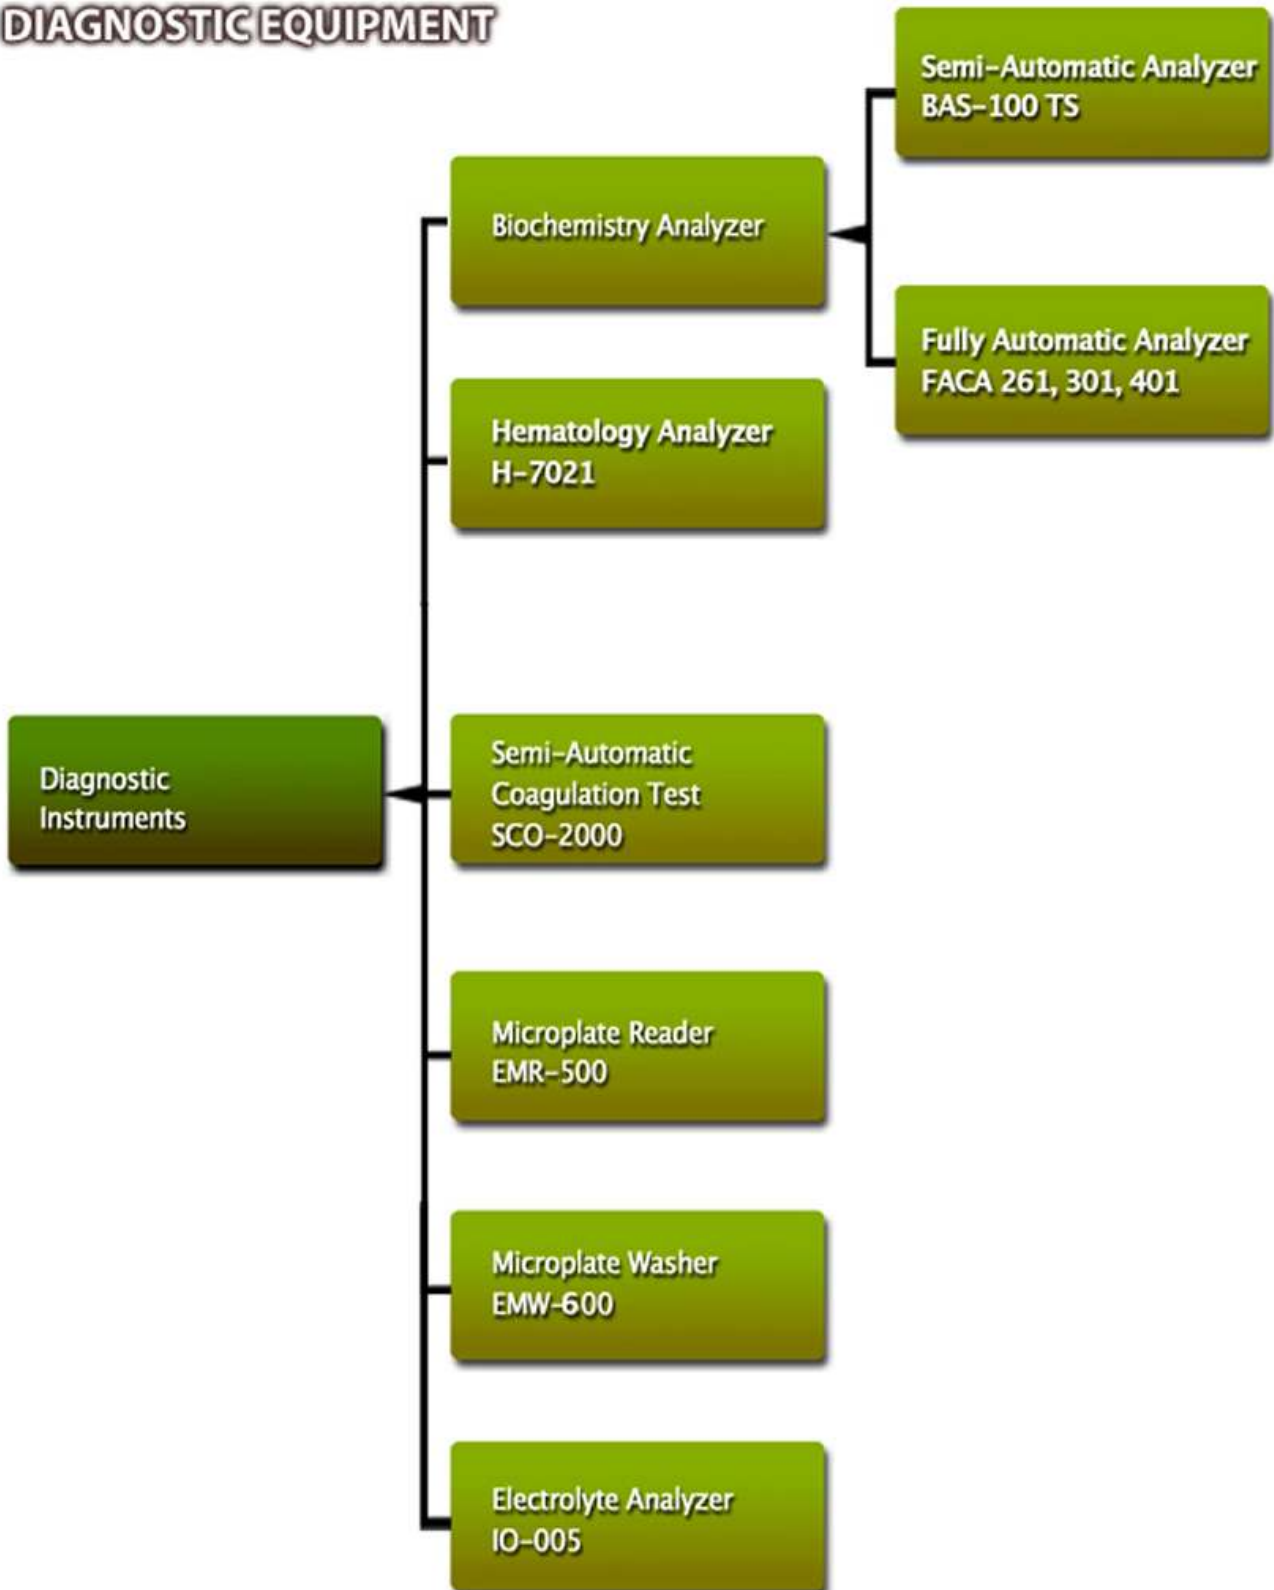 DIAGNOSTIC EQUIPMENT
Semi-Automatic Analyzer
BAS-100 TS
Biochemistry Analyzer
Fully Automatic Analyzer
FACA 261, 301, 401
Hematology Analyzer
H-7021
Diagnostic
Instruments
Semi-Automatic
Coagulation Test
SCO-2000
Microplate Reader
EMR-500
Microplate Washer
EMW-600
Electrolyte Analyzer
IO-005